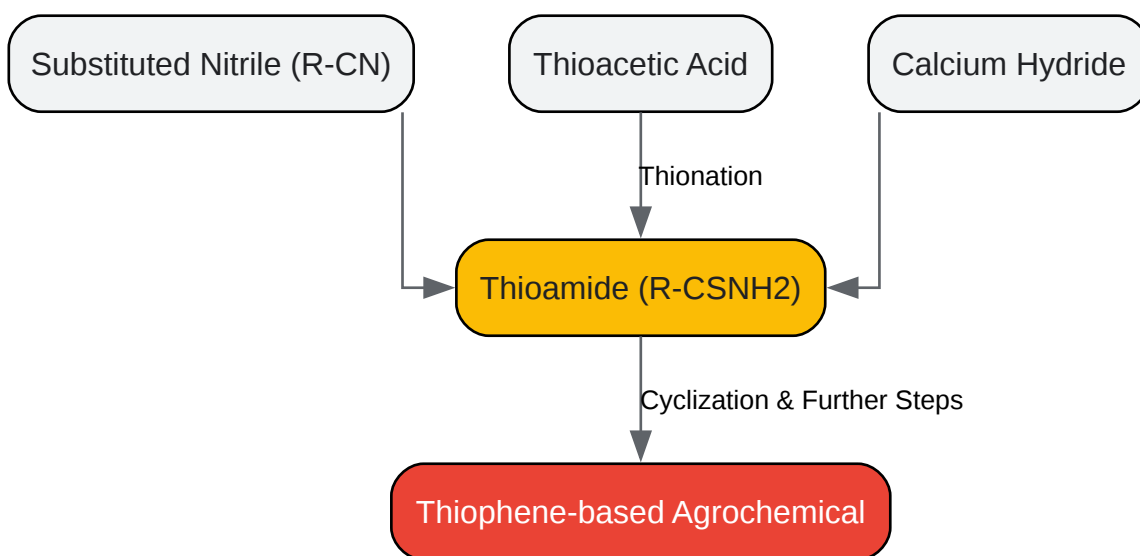 Substituted Nitrile (R-CN)
Thioacetic Acid
Calcium Hydride
Thionation
Thioamide (R-CSNH2)
Cyclization & Further Steps
Thiophene-based Agrochemical